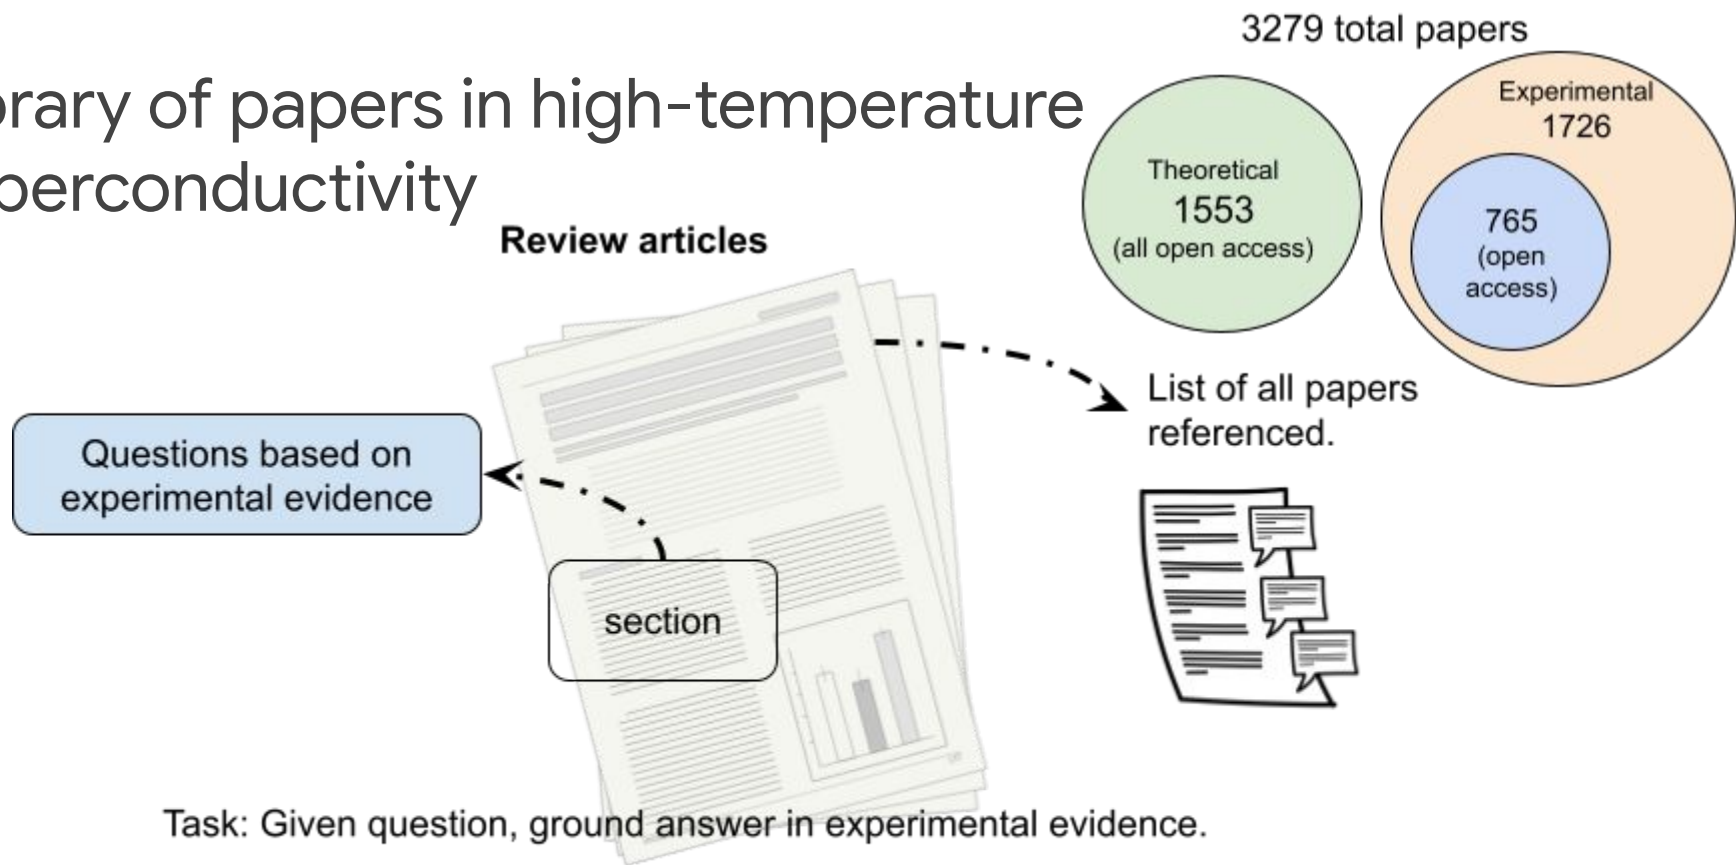 3279 total papers
of papers in high-temperature
Experimental
1726
Theoretical
1553
(all open access)
765
(open
access)
Review articles
List of all papers
referenced.
Questions based on
experimental evidence
section
Task: Given question, ground answer in experimental evidence.